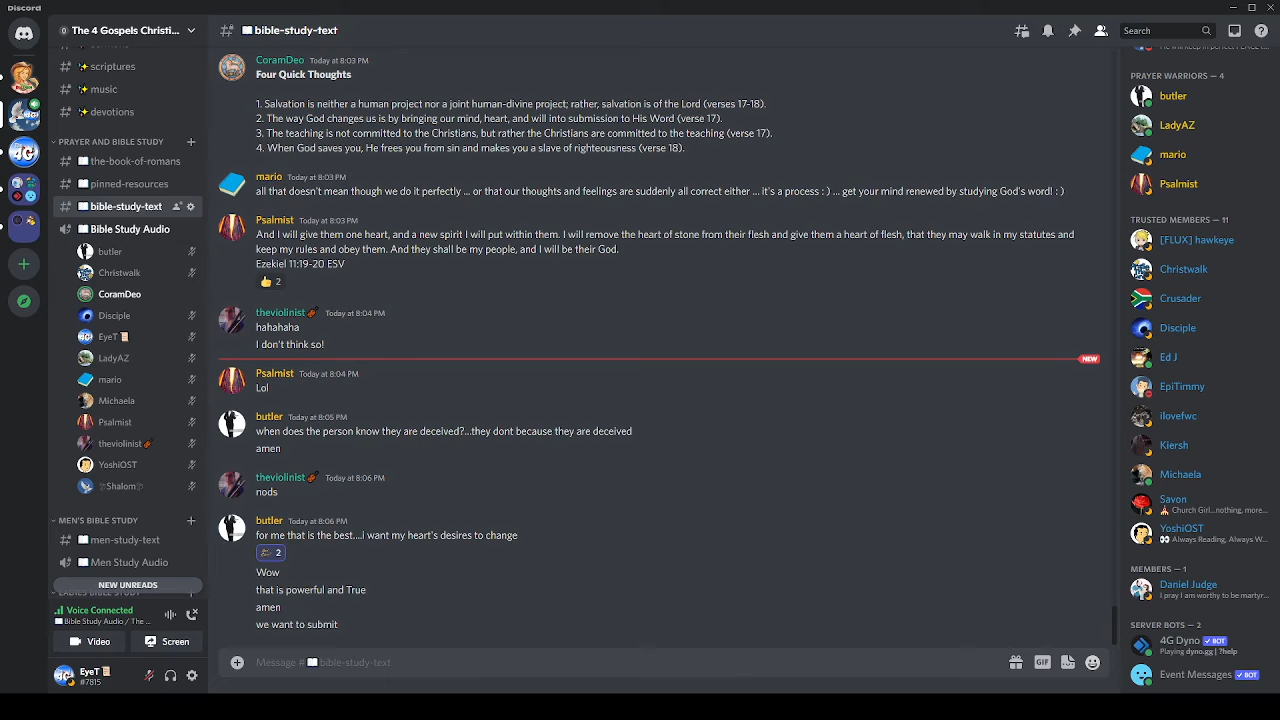 Discord
The 4 Gospels Christi...
scriptures
music
devotions
PRAYER AND BIBLE STUDY
the-book-of-romans
pinned-resources
bible-study-text
Bible Study Audio
butler
Christwalk
CoramDeo
Disciple
EyeT
LadyAZ
mario
Michaela
Psalmist
theviolinist
YoshiOST
Shalom
MEN'S BIBLE STUDY
men-study-text
Men Study Audio
NEW UNREADS
Voice Connected
Bible Study Audio / The ...
Video
Screen
EyeT
#7815
bible-study-text
Search
CoramDeo Today at 8:03 PM
Four Quick Thoughts
1. Salvation is neither a human project nor a joint human-divine project; rather, salvation is of the Lord (verses 17-18).
2. The way God changes us is by bringing our mind, heart, and will into submission to His Word (verse 17).
3. The teaching is not committed to the Christians, but rather the Christians are committed to the teaching (verse 17).
4. When God saves you, He frees you from sin and makes you a slave of righteousness (verse 18).
mario Today at 8:03 PM
all that doesn't mean though we do it perfectly ... or that our thoughts and feelings are suddenly all correct either ... it's a process : ) ... get your mind renewed by studying God's word! : )
Psalmist Today at 8:03 PM
And I will give them one heart, and a new spirit I will put within them. I will remove the heart of stone from their flesh and give them a heart of flesh, that they may walk in my statutes and
keep my rules and obey them. And they shall be my people, and I will be their God.
Ezekiel 11:19-20 ESV
2
theviolinist Today at 8:04 PM
hahahaha
I don't think so!
NEW
Psalmist Today at 8:04 PM
Lol
butler Today at 8:05 PM
when does the person know they are deceived?...they dont because they are deceived
amen
theviolinist Today at 8:06 PM
nods
butler Today at 8:06 PM
for me that is the best....i want my heart's desires to change
2
Wow
that is powerful and True
amen
we want to submit
Message # bible-study-text
GIF
PRAYER WARRIORS — 4
butler
LadyAZ
mario
Psalmist
TRUSTED MEMBERS — 11
[FLUX] hawkeye
Christwalk
Crusader
Disciple
Ed J
EpiTimmy
ilovefwc
Kiersh
Michaela
Savon
Church Girl...nothing, more...
YoshiOST
Always Reading, Always W...
MEMBERS — 1
Daniel Judge
I pray I am worthy to be martyr...
SERVER BOTS — 2
4G Dyno BOT
Playing dyno.gg | ?help
Event Messages BOT